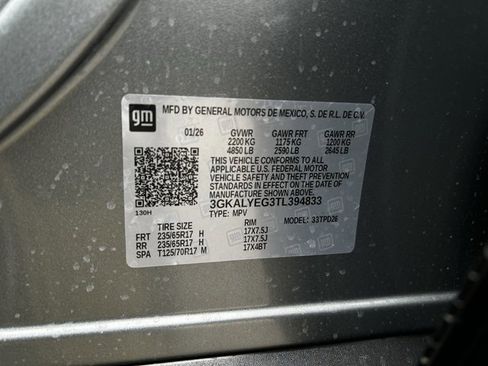 gm
MFD BY GENERAL MOTORS DE MEXICO, S. DE R.L. DE C.V.
01/26 GVWR GAWR FRT GAWR RR
2200 KG 1175 KG 1200 KG
4850 LB 2590 LB 2645 LB
THIS VEHICLE CONFORMS TO ALL
APPLICABLE U.S. FEDERAL MOTOR
VEHICLE SAFETY AND THEFT
PREVENTION STANDARDS IN EFFECT
ON THE DATE OF MANUFACTURE
SHOWN ABOVE.
3GKALYEG3TL394833
TYPE: MPV MODEL: 33TPD26
130H
TIRE SIZE RIM
FRT 235/65R17 H 17X7.5J
RR 235/65R17 H 17X7.5J
SPA T125/70R17 M 17X4BT